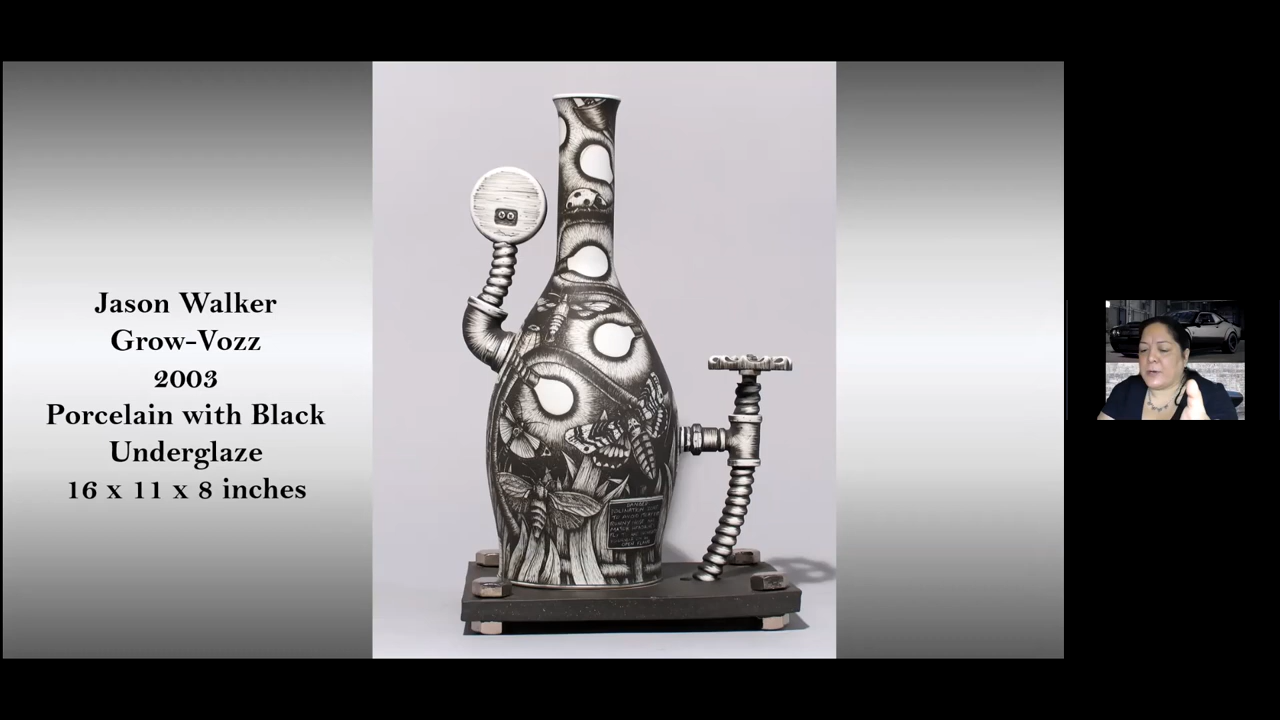 Jason Walker
Grow-Vozz
2003
Porcelain with Black
Underglaze
16 x 11 x 8 inches